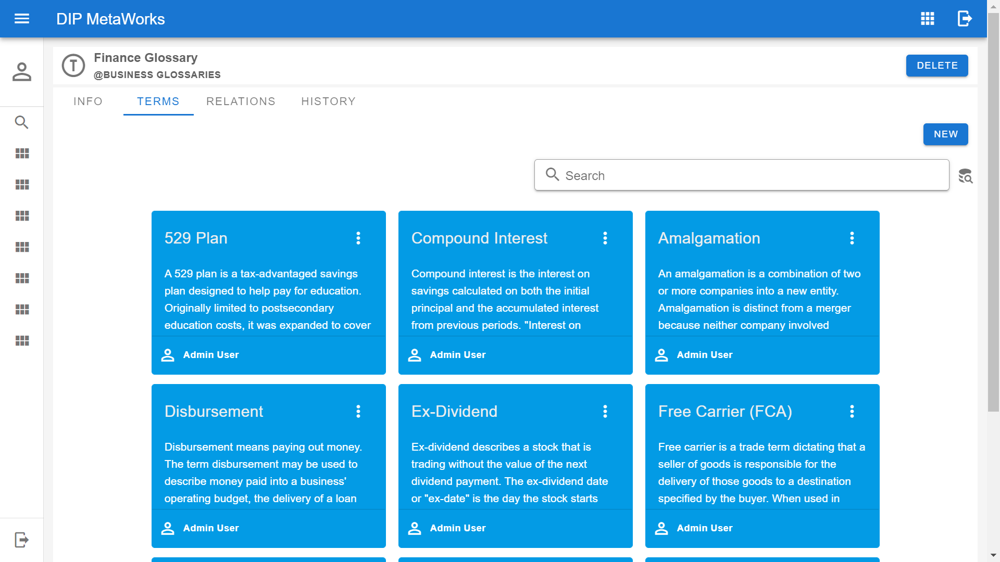 DIP MetaWorks
T
Finance Glossary
@BUSINESS GLOSSARIES
DELETE
INFO
TERMS
RELATIONS
HISTORY
NEW
Search
529 Plan
A 529 plan is a tax-advantaged savings
plan designed to help pay for education.
Originally limited to postsecondary
education costs, it was expanded to cover
Admin User
Compound Interest
Compound interest is the interest on
savings calculated on both the initial
principal and the accumulated interest
from previous periods. "Interest on
Admin User
Amalgamation
An amalgamation is a combination of two
or more companies into a new entity.
Amalgamation is distinct from a merger
because neither company involved
Admin User
Disbursement
Disbursement means paying out money.
The term disbursement may be used to
describe money paid into a business'
operating budget, the delivery of a loan
Admin User
Ex-Dividend
Ex-dividend describes a stock that is
trading without the value of the next
dividend payment. The ex-dividend date
or "ex-date" is the day the stock starts
Admin User
Free Carrier (FCA)
Free carrier is a trade term dictating that a
seller of goods is responsible for the
delivery of those goods to a destination
specified by the buyer. When used in
Admin User